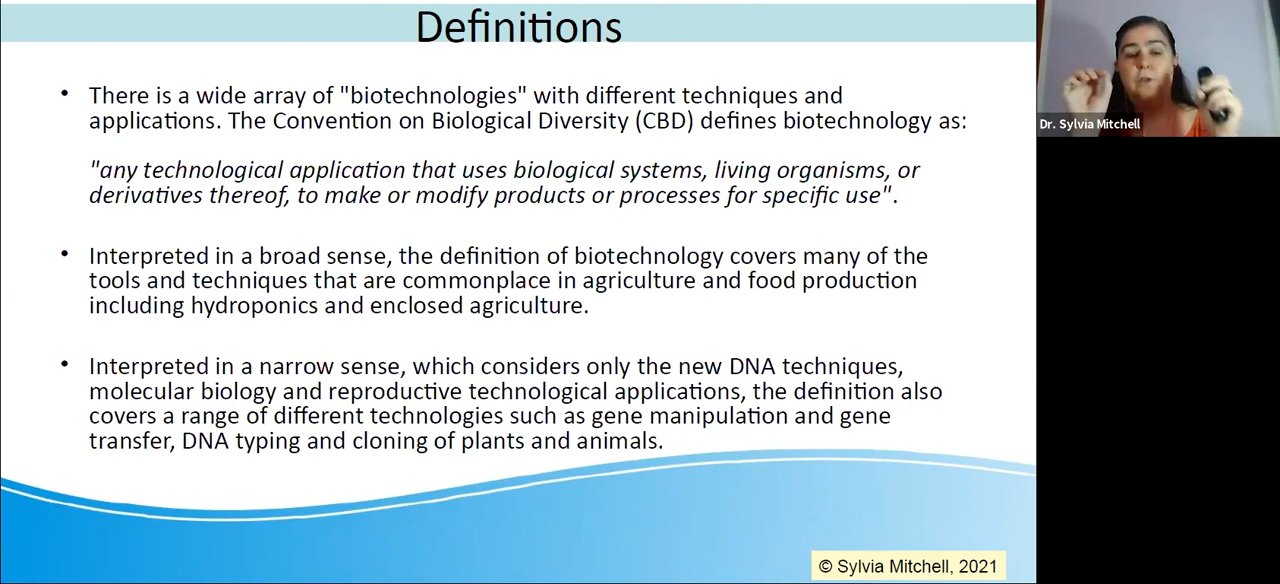 Definitions
• There is a wide array of "biotechnologies" with different techniques and
applications. The Convention on Biological Diversity (CBD) defines biotechnology as:
"any technological application that uses biological systems, living organisms, or
derivatives thereof, to make or modify products or processes for specific use".
• Interpreted in a broad sense, the definition of biotechnology covers many of the
tools and techniques that are commonplace in agriculture and food production
including hydroponics and enclosed agriculture.
• Interpreted in a narrow sense, which considers only the new DNA techniques,
molecular biology and reproductive technological applications, the definition also
covers a range of different technologies such as gene manipulation and gene
transfer, DNA typing and cloning of plants and animals.
© Sylvia Mitchell, 2021
Dr. Sylvia Mitchell